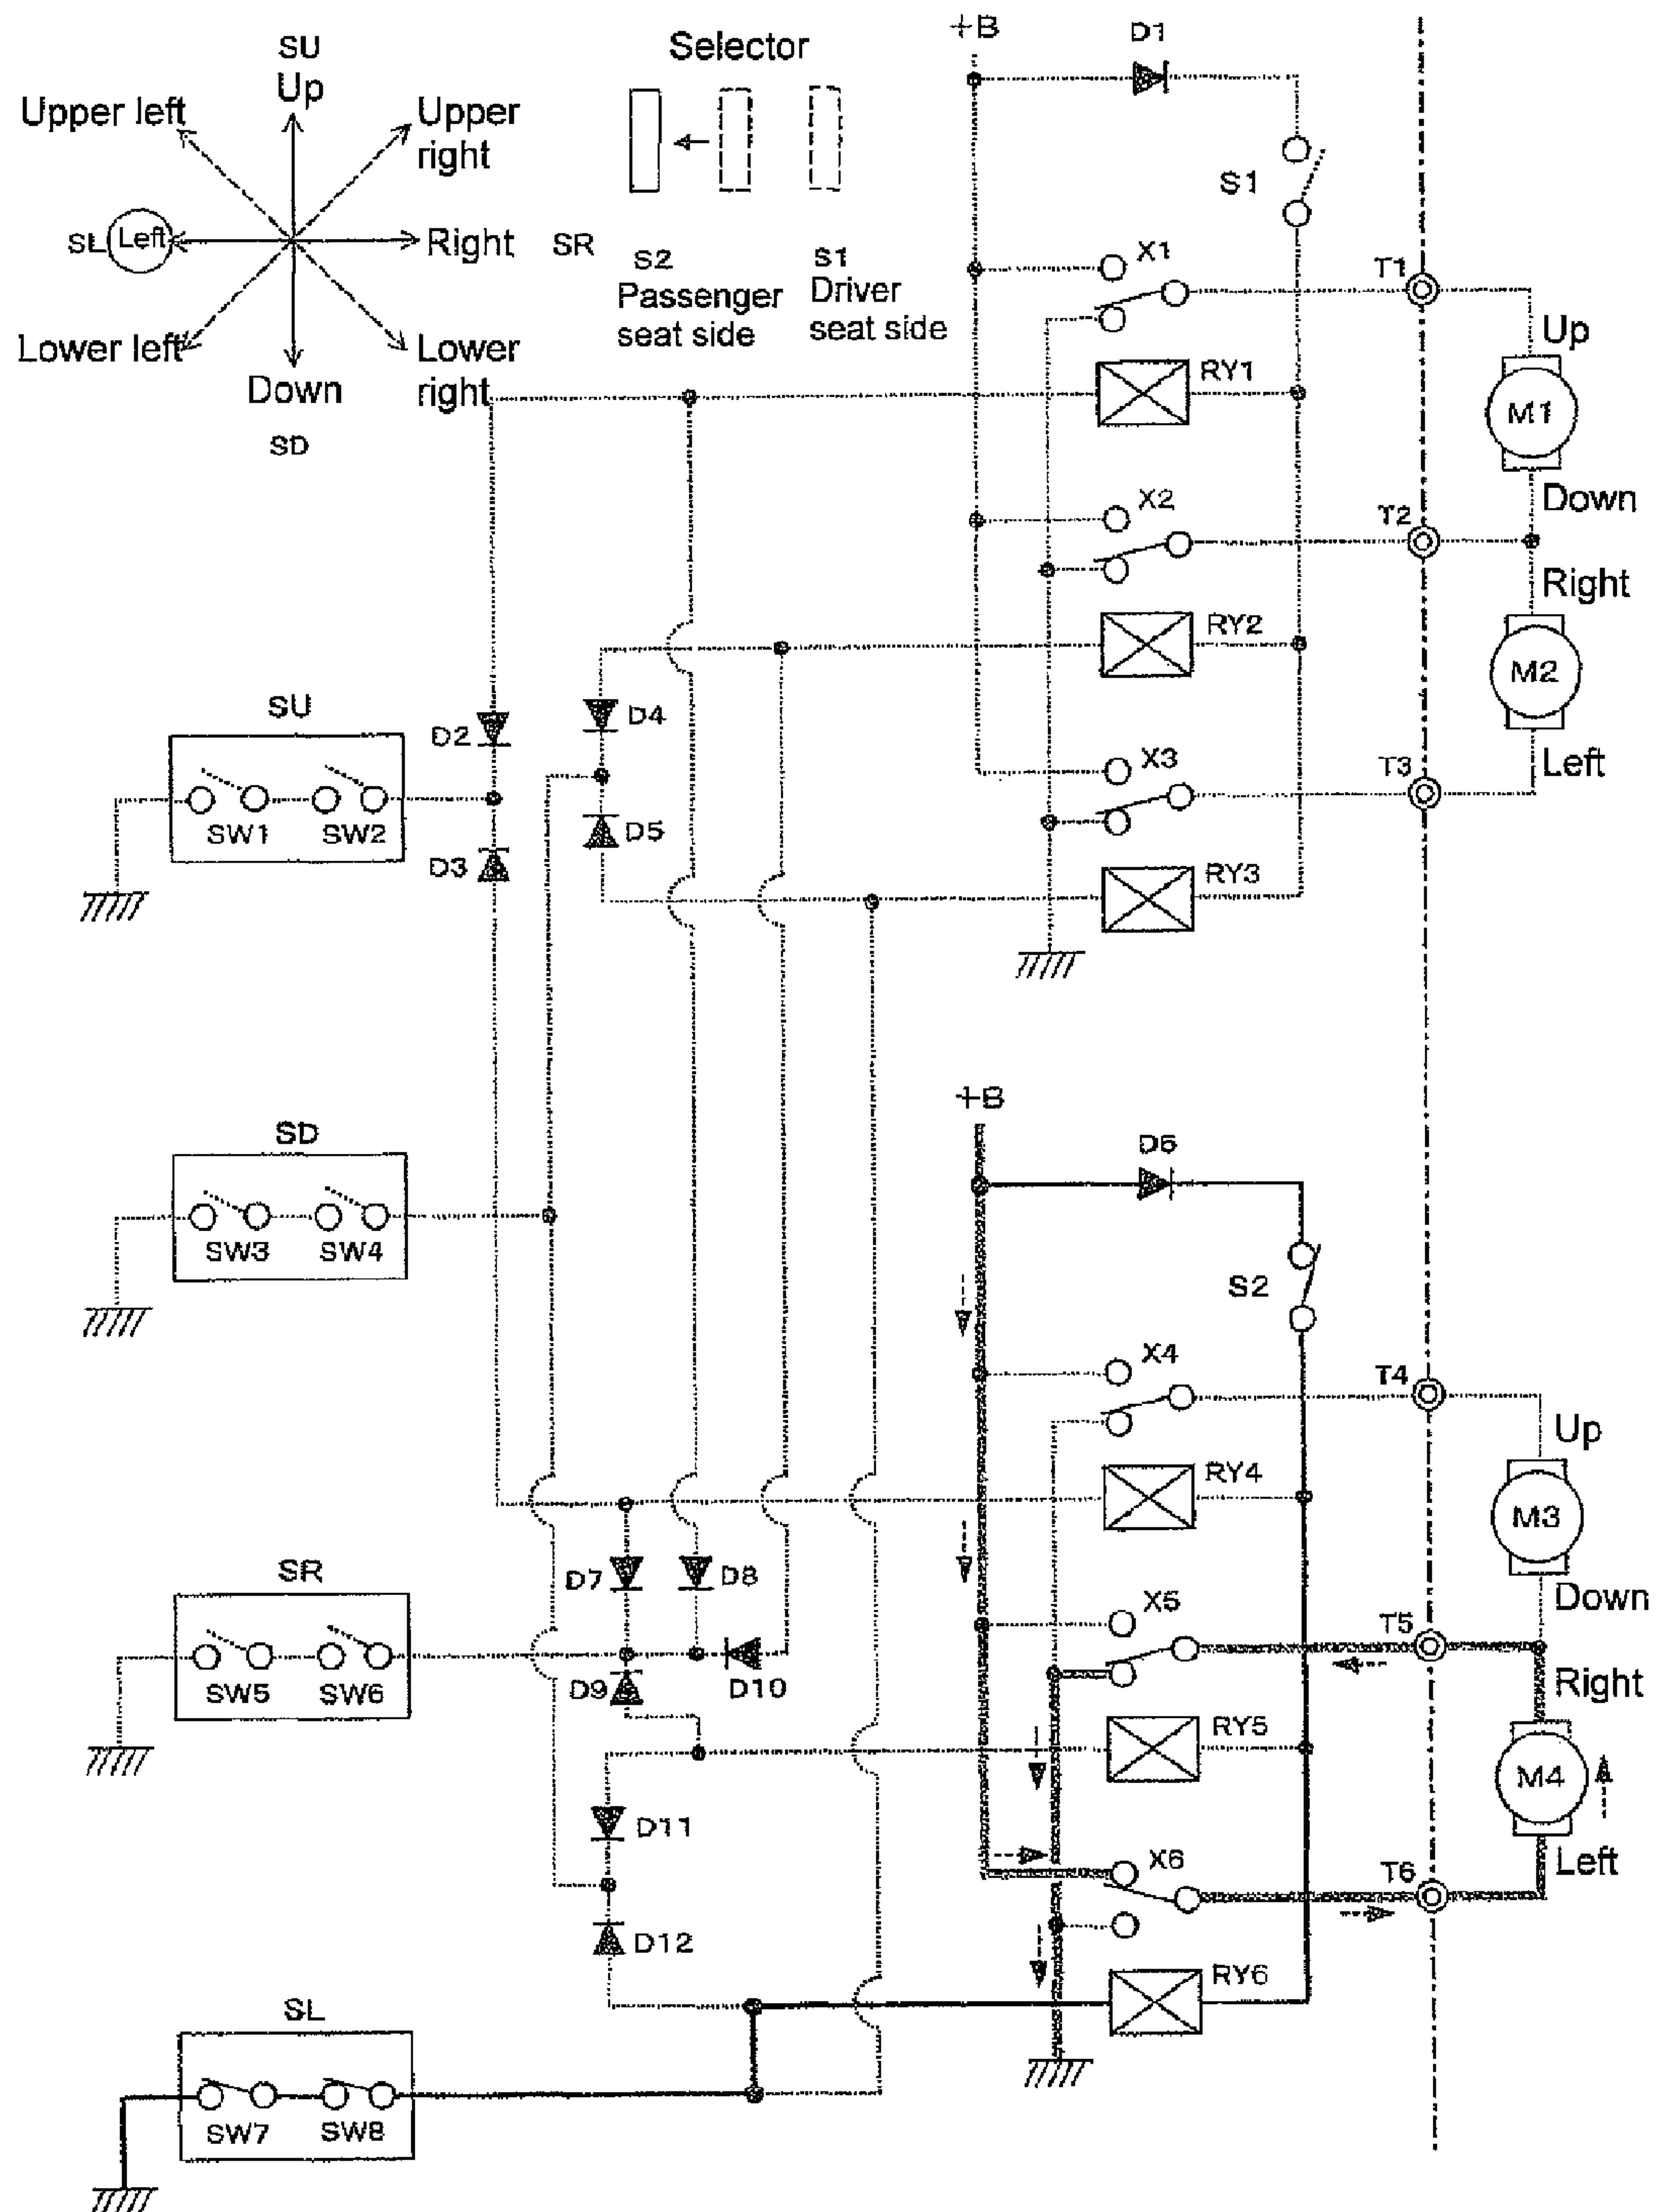 SU
Up
Upper left
Upper
right
SL
Left
Right
SR
Lower left
Lower
right
Down
SD
Selector
S2
Passenger
seat side
S1
Driver
seat side
+B
D1
S1
X1
T1
RY1
Up
M1
Down
X2
T2
RY2
Right
M2
Left
X3
T3
RY3
SU
SW1
SW2
D2
D3
D4
D5
SD
SW3
SW4
+B
D6
S2
X4
T4
RY4
Up
M3
Down
SR
SW5
SW6
D7
D8
D9
D10
X5
T5
RY5
Right
M4
Left
D11
D12
X6
T6
RY6
SL
SW7
SW8